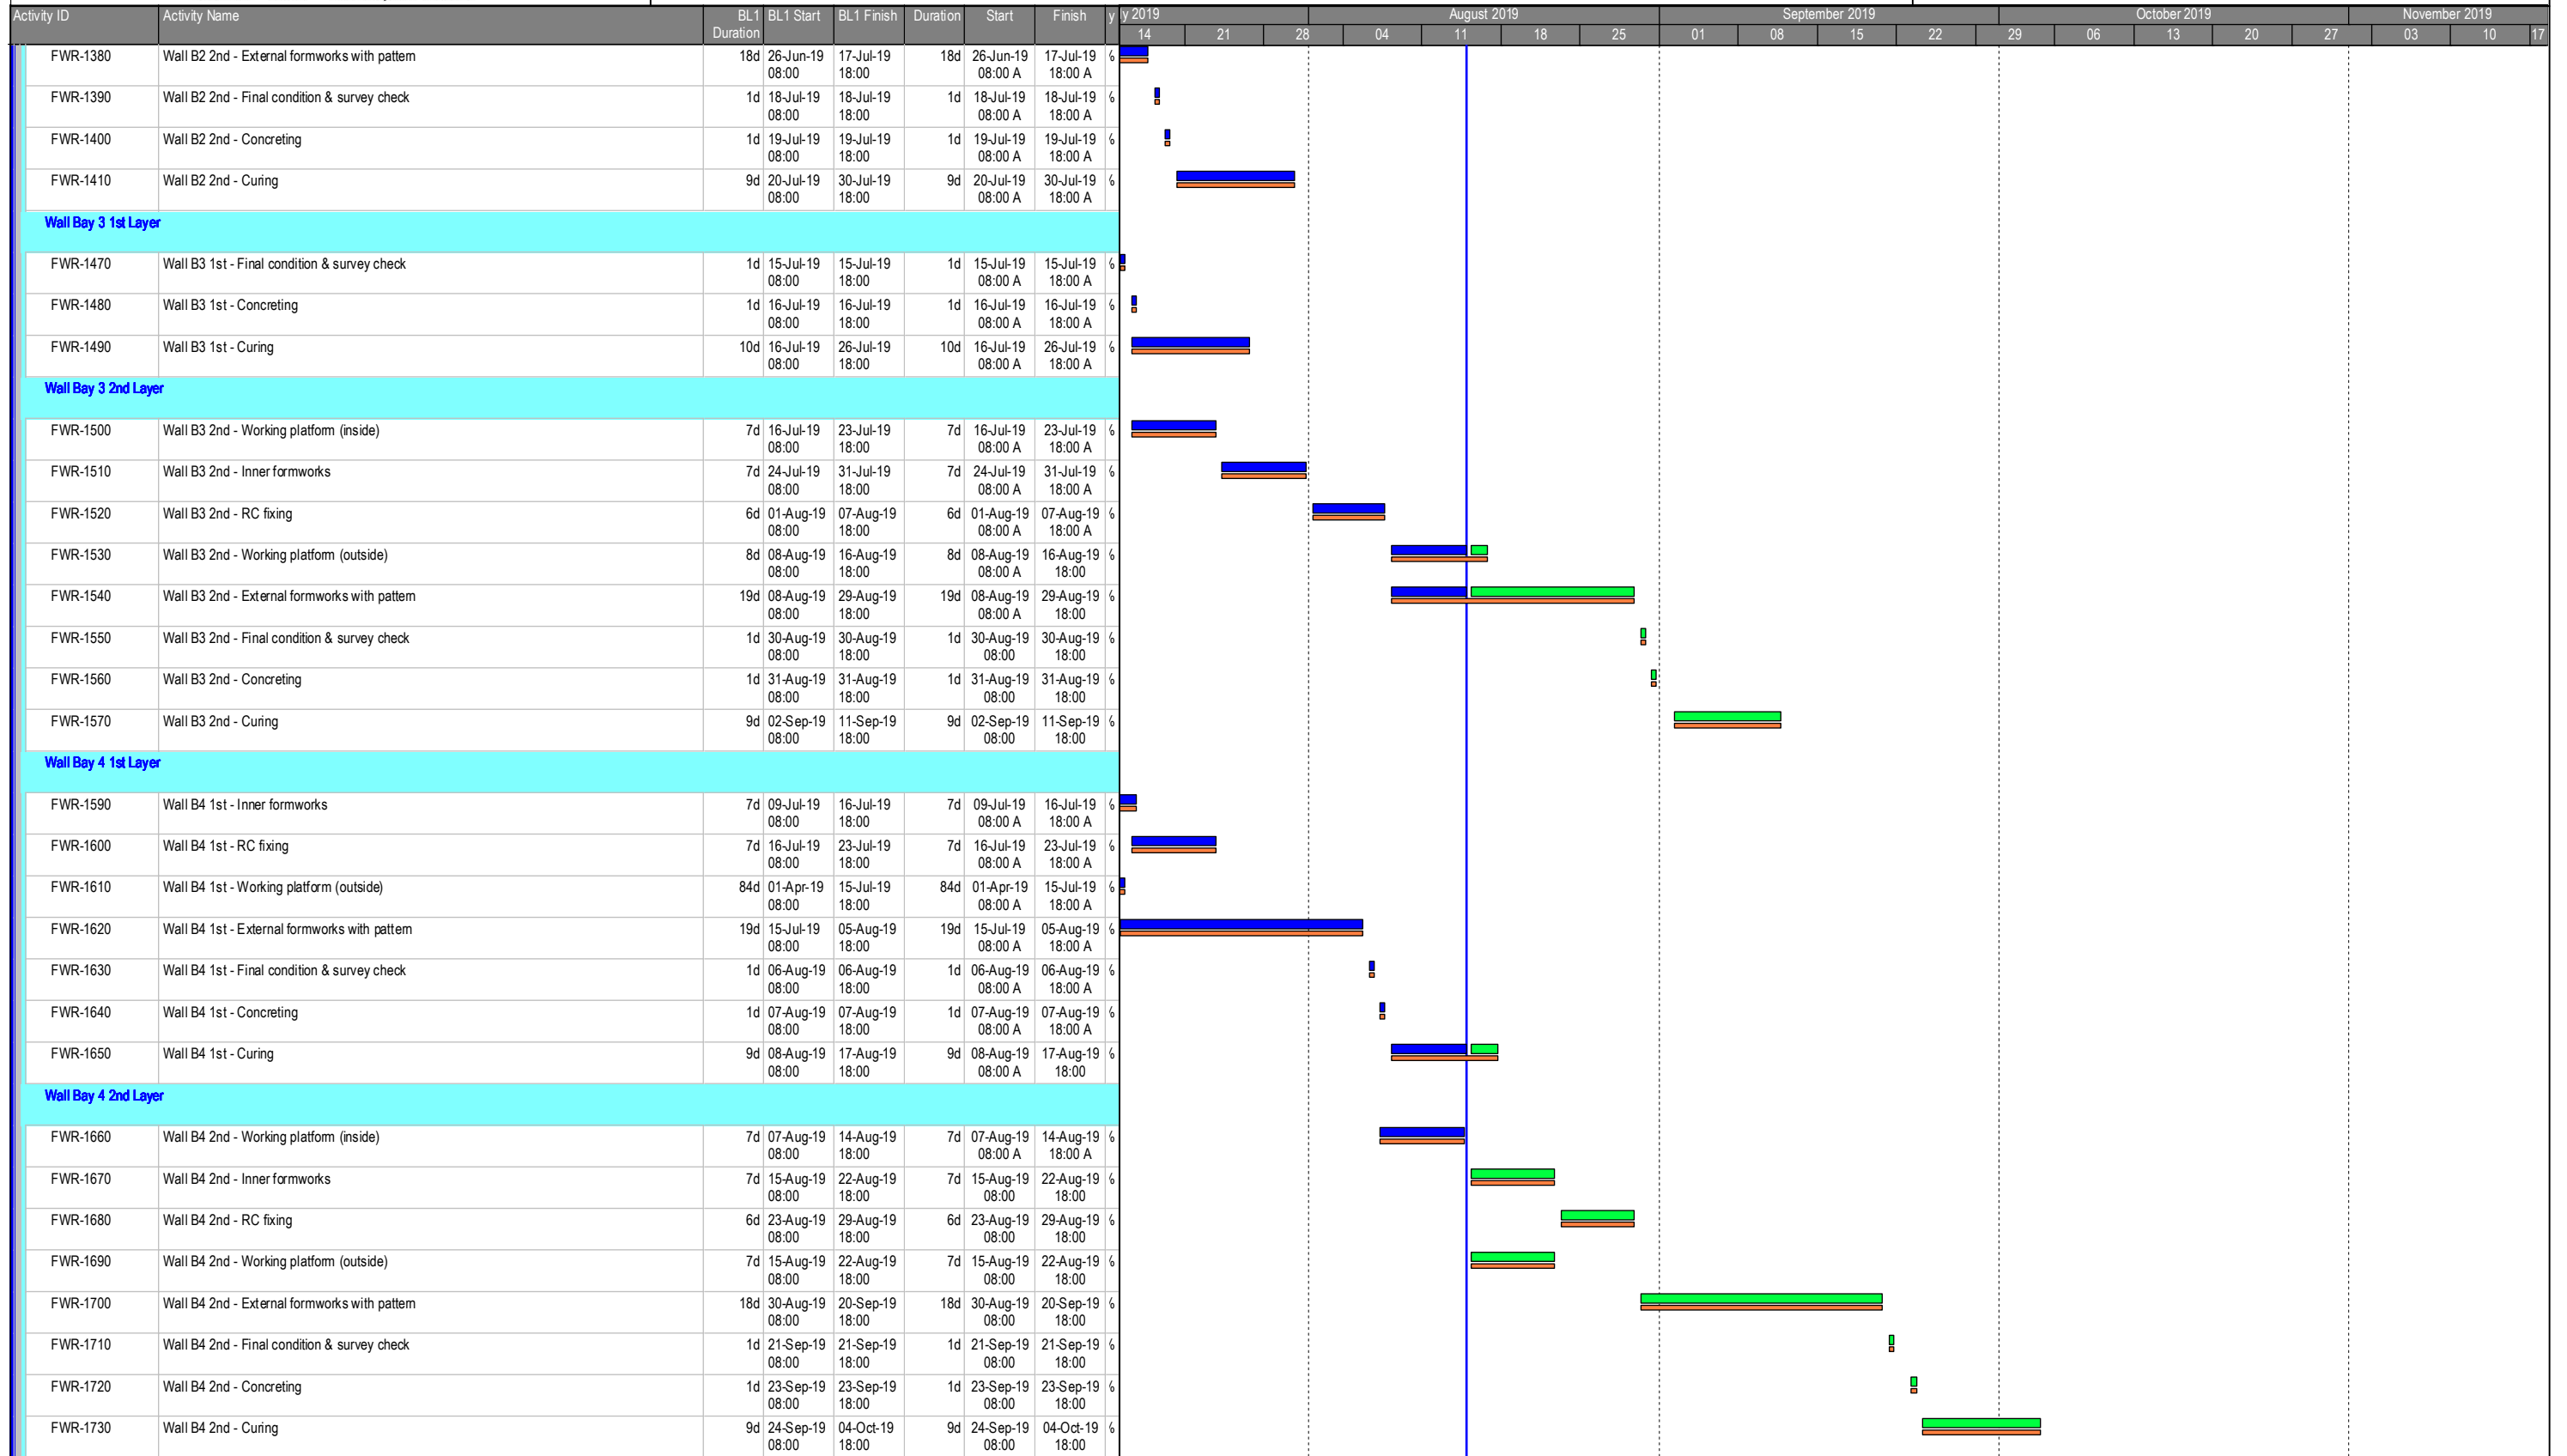 Activity ID Activity Name BL1 Duration BL1 Start BL1 Finish Duration Start Finish y y 2019 August 2019 September 2019 October 2019 November 2019
14 21 28 04 11 18 25 01 08 15 22 29 06 13 20 27 03 10 17
FWR-1380 Wall B2 2nd - External formworks with pattern 18d 26-Jun-19 17-Jul-19 18d 26-Jun-19 17-Jul-19
08:00 18:00 08:00 A 18:00 A
FWR-1390 Wall B2 2nd - Final condition & survey check 1d 18-Jul-19 18-Jul-19 1d 18-Jul-19 18-Jul-19
08:00 18:00 08:00 A 18:00 A
FWR-1400 Wall B2 2nd - Concreting 1d 19-Jul-19 19-Jul-19 1d 19-Jul-19 19-Jul-19
08:00 18:00 08:00 A 18:00 A
FWR-1410 Wall B2 2nd - Curing 9d 20-Jul-19 30-Jul-19 9d 20-Jul-19 30-Jul-19
08:00 18:00 08:00 A 18:00 A
Wall Bay 3 1st Layer
FWR-1470 Wall B3 1st - Final condition & survey check 1d 15-Jul-19 15-Jul-19 1d 15-Jul-19 15-Jul-19
08:00 18:00 08:00 A 18:00 A
FWR-1480 Wall B3 1st - Concreting 1d 16-Jul-19 16-Jul-19 1d 16-Jul-19 16-Jul-19
08:00 18:00 08:00 A 18:00 A
FWR-1490 Wall B3 1st - Curing 10d 16-Jul-19 26-Jul-19 10d 16-Jul-19 26-Jul-19
08:00 18:00 08:00 A 18:00 A
Wall Bay 3 2nd Layer
FWR-1500 Wall B3 2nd - Working platform (inside) 7d 16-Jul-19 23-Jul-19 7d 16-Jul-19 23-Jul-19
08:00 18:00 08:00 A 18:00 A
FWR-1510 Wall B3 2nd - Inner formworks 7d 24-Jul-19 31-Jul-19 7d 24-Jul-19 31-Jul-19
08:00 18:00 08:00 A 18:00 A
FWR-1520 Wall B3 2nd - RC fixing 6d 01-Aug-19 07-Aug-19 6d 01-Aug-19 07-Aug-19
08:00 18:00 08:00 A 18:00 A
FWR-1530 Wall B3 2nd - Working platform (outside) 8d 08-Aug-19 16-Aug-19 8d 08-Aug-19 16-Aug-19
08:00 18:00 08:00 A 18:00
FWR-1540 Wall B3 2nd - External formworks with pattern 19d 08-Aug-19 29-Aug-19 19d 08-Aug-19 29-Aug-19
08:00 18:00 08:00 A 18:00
FWR-1550 Wall B3 2nd - Final condition & survey check 1d 30-Aug-19 30-Aug-19 1d 30-Aug-19 30-Aug-19
08:00 18:00 08:00 18:00
FWR-1560 Wall B3 2nd - Concreting 1d 31-Aug-19 31-Aug-19 1d 31-Aug-19 31-Aug-19
08:00 18:00 08:00 18:00
FWR-1570 Wall B3 2nd - Curing 9d 02-Sep-19 11-Sep-19 9d 02-Sep-19 11-Sep-19
08:00 18:00 08:00 18:00
Wall Bay 4 1st Layer
FWR-1590 Wall B4 1st - Inner formworks 7d 09-Jul-19 16-Jul-19 7d 09-Jul-19 16-Jul-19
08:00 18:00 08:00 A 18:00 A
FWR-1600 Wall B4 1st - RC fixing 7d 16-Jul-19 23-Jul-19 7d 16-Jul-19 23-Jul-19
08:00 18:00 08:00 A 18:00 A
FWR-1610 Wall B4 1st - Working platform (outside) 84d 01-Apr-19 15-Jul-19 84d 01-Apr-19 15-Jul-19
08:00 18:00 08:00 A 18:00 A
FWR-1620 Wall B4 1st - External formworks with pattern 19d 15-Jul-19 05-Aug-19 19d 15-Jul-19 05-Aug-19
08:00 18:00 08:00 A 18:00 A
FWR-1630 Wall B4 1st - Final condition & survey check 1d 06-Aug-19 06-Aug-19 1d 06-Aug-19 06-Aug-19
08:00 18:00 08:00 A 18:00 A
FWR-1640 Wall B4 1st - Concreting 1d 07-Aug-19 07-Aug-19 1d 07-Aug-19 07-Aug-19
08:00 18:00 08:00 A 18:00 A
FWR-1650 Wall B4 1st - Curing 9d 08-Aug-19 17-Aug-19 9d 08-Aug-19 17-Aug-19
08:00 18:00 08:00 A 18:00
Wall Bay 4 2nd Layer
FWR-1660 Wall B4 2nd - Working platform (inside) 7d 07-Aug-19 14-Aug-19 7d 07-Aug-19 14-Aug-19
08:00 18:00 08:00 A 18:00 A
FWR-1670 Wall B4 2nd - Inner formworks 7d 15-Aug-19 22-Aug-19 7d 15-Aug-19 22-Aug-19
08:00 18:00 08:00 18:00
FWR-1680 Wall B4 2nd - RC fixing 6d 23-Aug-19 29-Aug-19 6d 23-Aug-19 29-Aug-19
08:00 18:00 08:00 18:00
FWR-1690 Wall B4 2nd - Working platform (outside) 7d 15-Aug-19 22-Aug-19 7d 15-Aug-19 22-Aug-19
08:00 18:00 08:00 18:00
FWR-1700 Wall B4 2nd - External formworks with pattern 18d 30-Aug-19 20-Sep-19 18d 30-Aug-19 20-Sep-19
08:00 18:00 08:00 18:00
FWR-1710 Wall B4 2nd - Final condition & survey check 1d 21-Sep-19 21-Sep-19 1d 21-Sep-19 21-Sep-19
08:00 18:00 08:00 18:00
FWR-1720 Wall B4 2nd - Concreting 1d 23-Sep-19 23-Sep-19 1d 23-Sep-19 23-Sep-19
08:00 18:00 08:00 18:00
FWR-1730 Wall B4 2nd - Curing 9d 24-Sep-19 04-Oct-19 9d 24-Sep-19 04-Oct-19
08:00 18:00 08:00 18:00